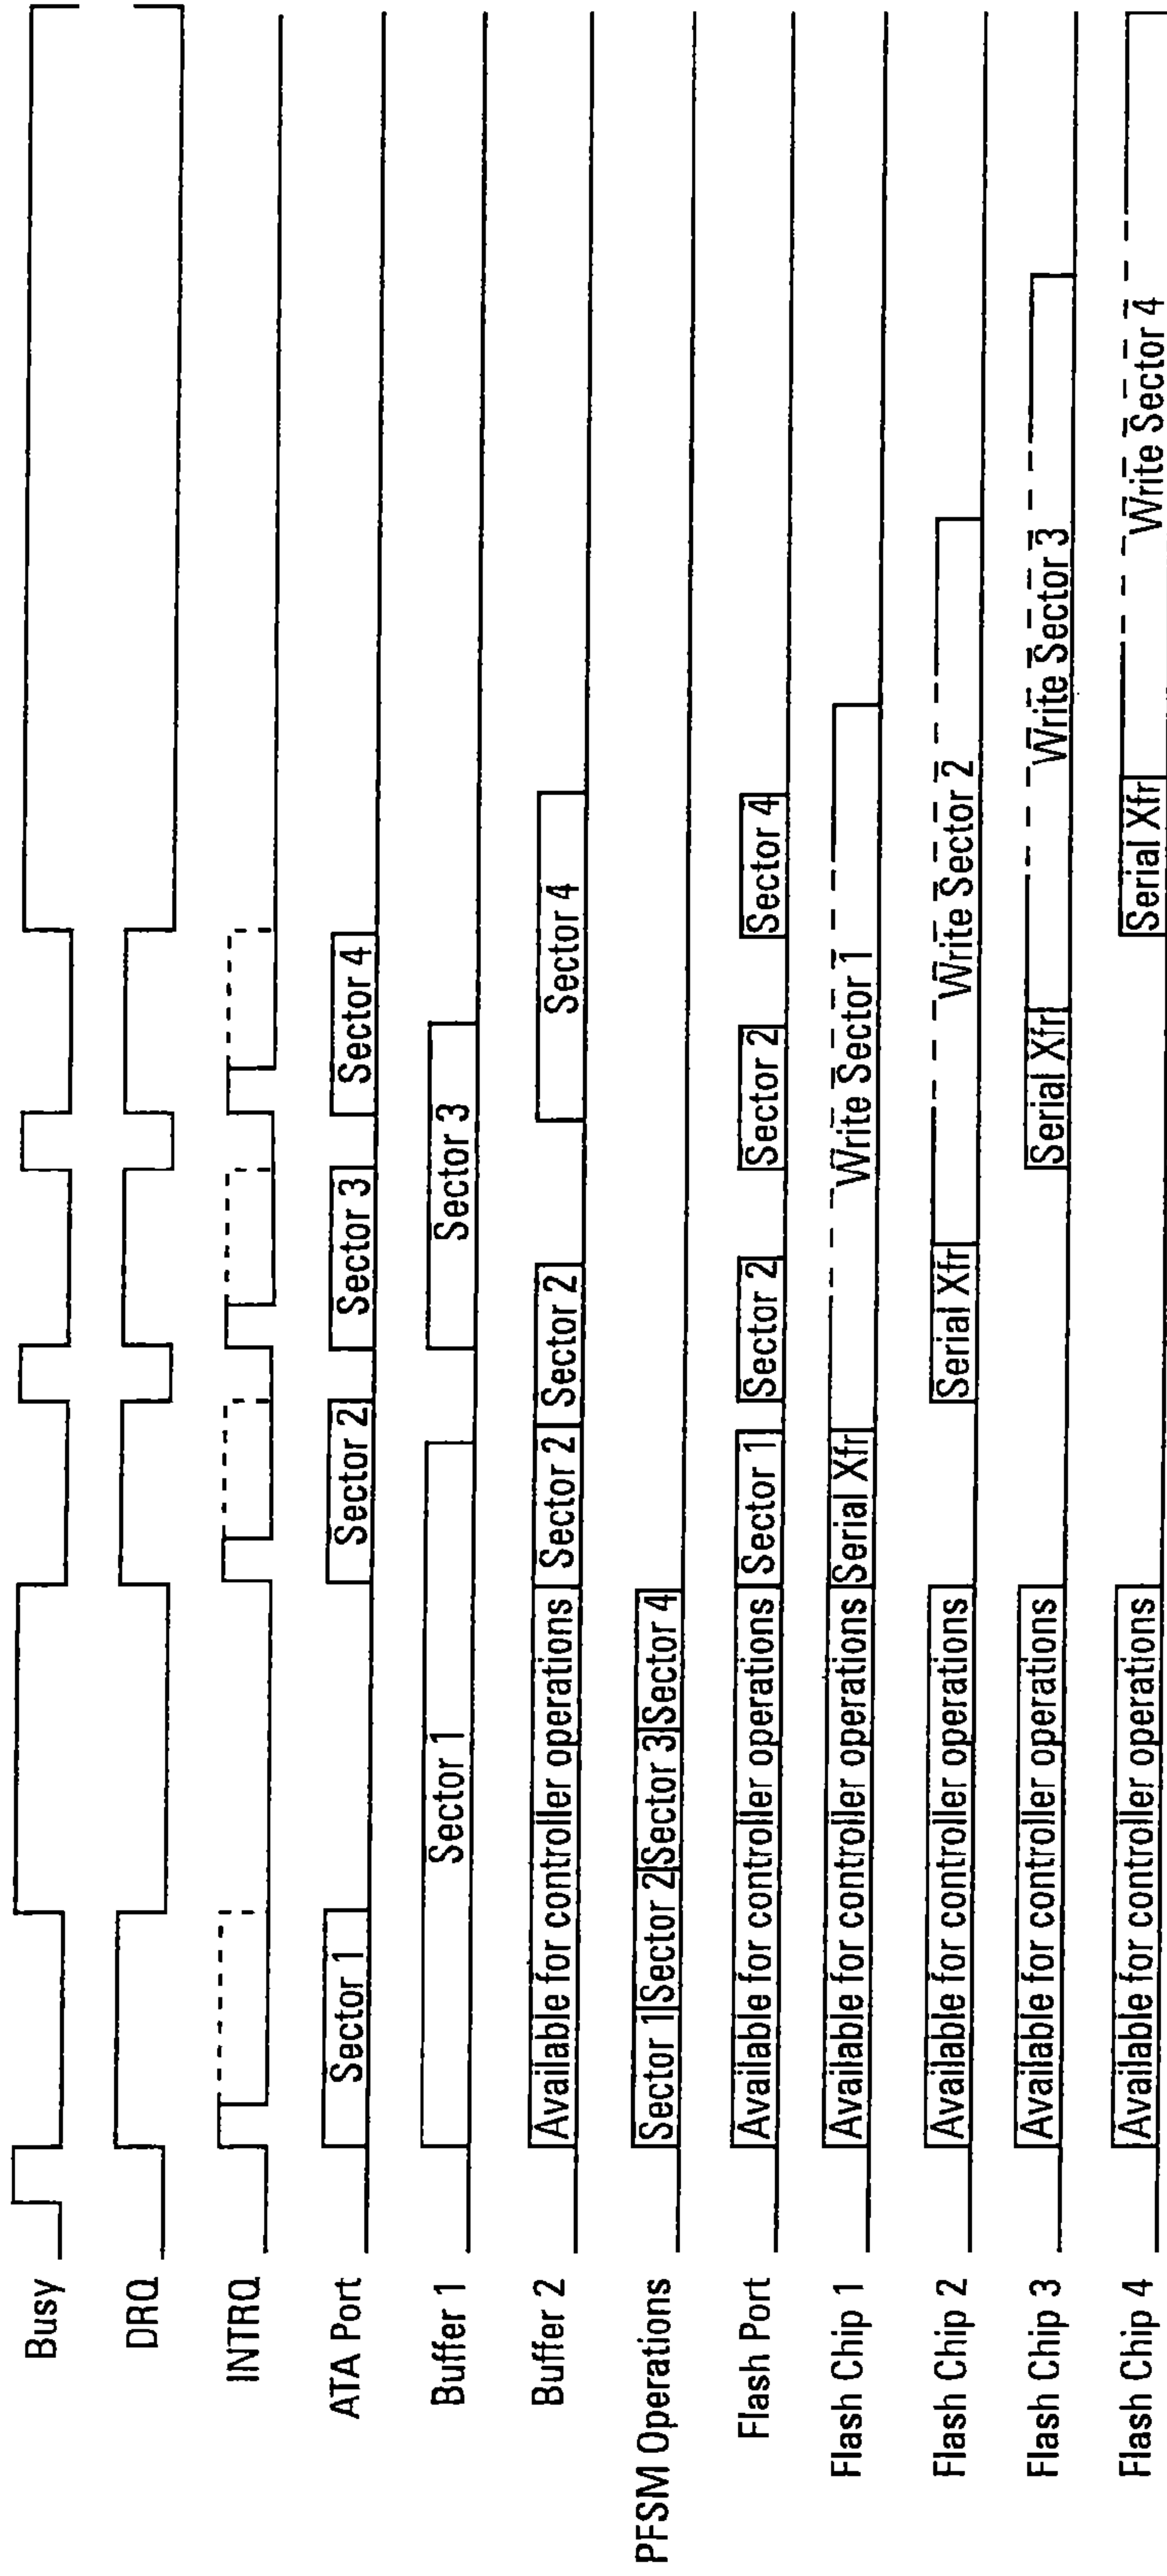 Busy
DRQ
INTRQ
ATA Port Sector 1 Sector 2 Sector 3 Sector 4
Buffer 1 Sector 1 Sector 3
Buffer 2 Available for controller operations Sector 2 Sector 2 Sector 4
PFSM Operations Sector 1 Sector 2 Sector 3 Sector 4
Flash Port Available for controller operations Sector 1 Sector 2 Sector 2 Sector 4
Flash Chip 1 Available for controller operations Serial Xfr Write Sector 1
Flash Chip 2 Available for controller operations Serial Xfr Write Sector 2
Flash Chip 3 Available for controller operations Serial Xfr Write Sector 3
Flash Chip 4 Available for controller operations Serial Xfr Write Sector 4